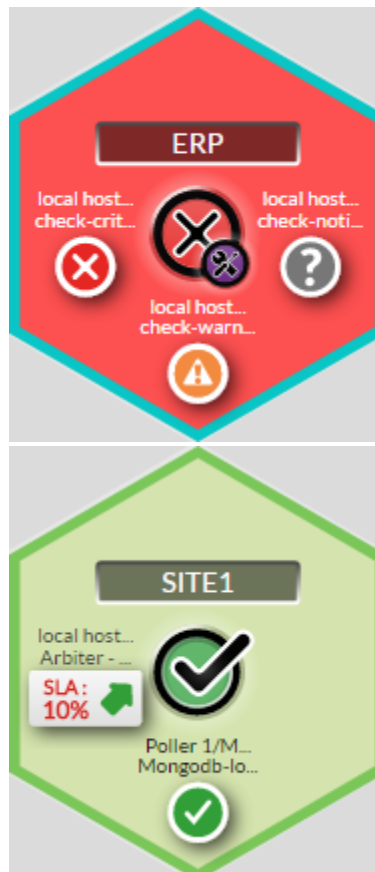 ERP
local host...
check-crit...
local host...
check-noti...
local host...
check-warn...
SITE1
local host...
Arbiter - ...
SLA :
10%
Poller 1/M...
Mongodb-lo...